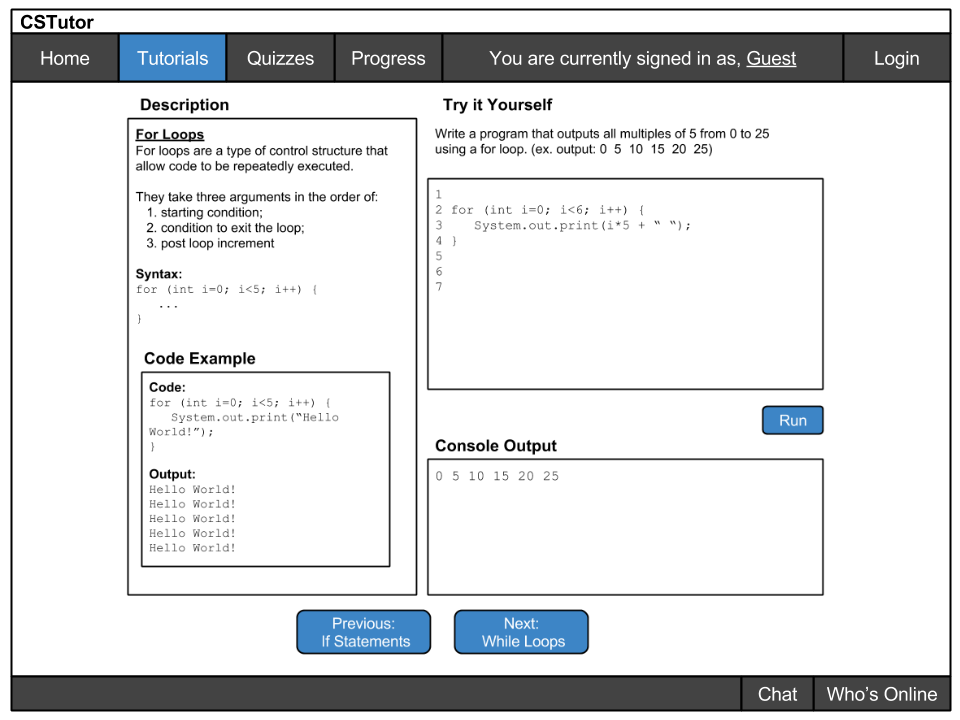 CSTutor
Home Tutorials Quizzes Progress You are currently signed in as, Guest Login
Description
For Loops
For loops are a type of control structure that
allow code to be repeatedly executed.
They take three arguments in the order of:
1. starting condition;
2. condition to exit the loop;
3. post loop increment
Syntax:
for (int i=0; i<5; i++) {
...
}
Code Example
Code:
for (int i=0; i<5; i++) {
System.out.print(“Hello
World!”);
}
Output:
Hello World!
Hello World!
Hello World!
Hello World!
Hello World!
Try it Yourself
Write a program that outputs all multiples of 5 from 0 to 25
using a for loop. (ex. output: 0 5 10 15 20 25)
1
2 for (int i=0; i<6; i++) {
3 System.out.print(i*5 + “ “);
4 }
5
6
7
Run
Console Output
0 5 10 15 20 25
Previous:
If Statements
Next:
While Loops
Chat Who’s Online